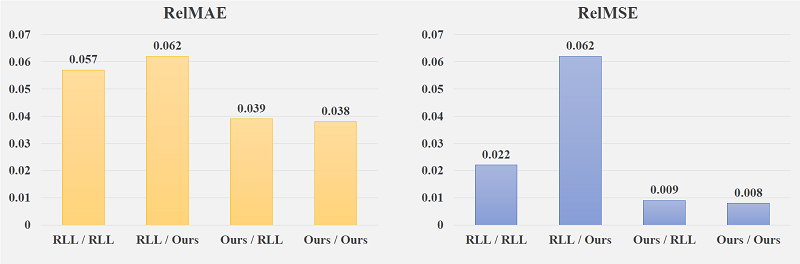 RelMAE
0.07
0.06
0.05
0.04
0.03
0.02
0.01
0
0.057
0.062
0.039
0.038
RLL / RLL
RLL / Ours
Ours / RLL
Ours / Ours
RelMSE
0.07
0.06
0.05
0.04
0.03
0.02
0.01
0
0.022
0.062
0.009
0.008
RLL / RLL
RLL / Ours
Ours / RLL
Ours / Ours